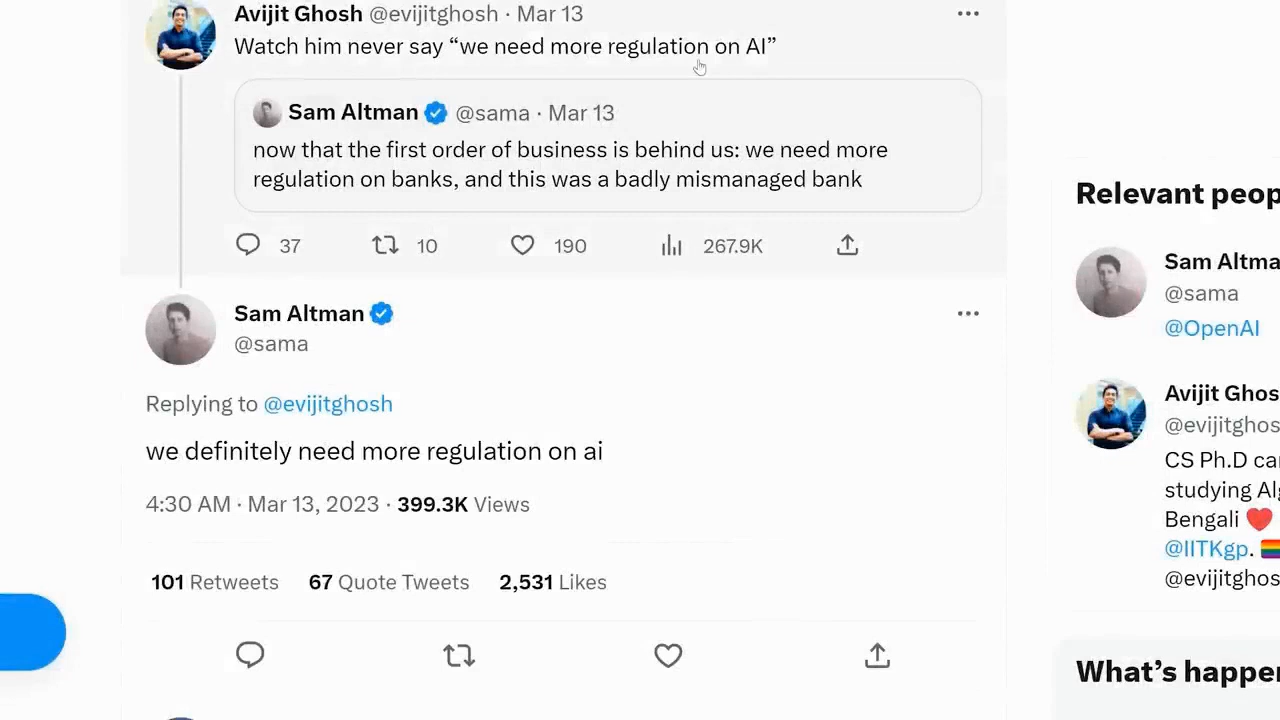 Avijit Ghosh @evijitghosh · Mar 13
Watch him never say “we need more regulation on AI”
Sam Altman @sama · Mar 13
now that the first order of business is behind us: we need more
regulation on banks, and this was a badly mismanaged bank
37 10 190 267.9K
Sam Altman
@sama
Replying to @evijitghosh
we definitely need more regulation on ai
4:30 AM · Mar 13, 2023 · 399.3K Views
101 Retweets 67 Quote Tweets 2,531 Likes
Relevant peop
Sam Altma
@sama
@OpenAI
Avijit Ghos
@evijitghos
CS Ph.D ca
studying Alg
Bengali
@IITKgp.
@evijitghos
What’s happen